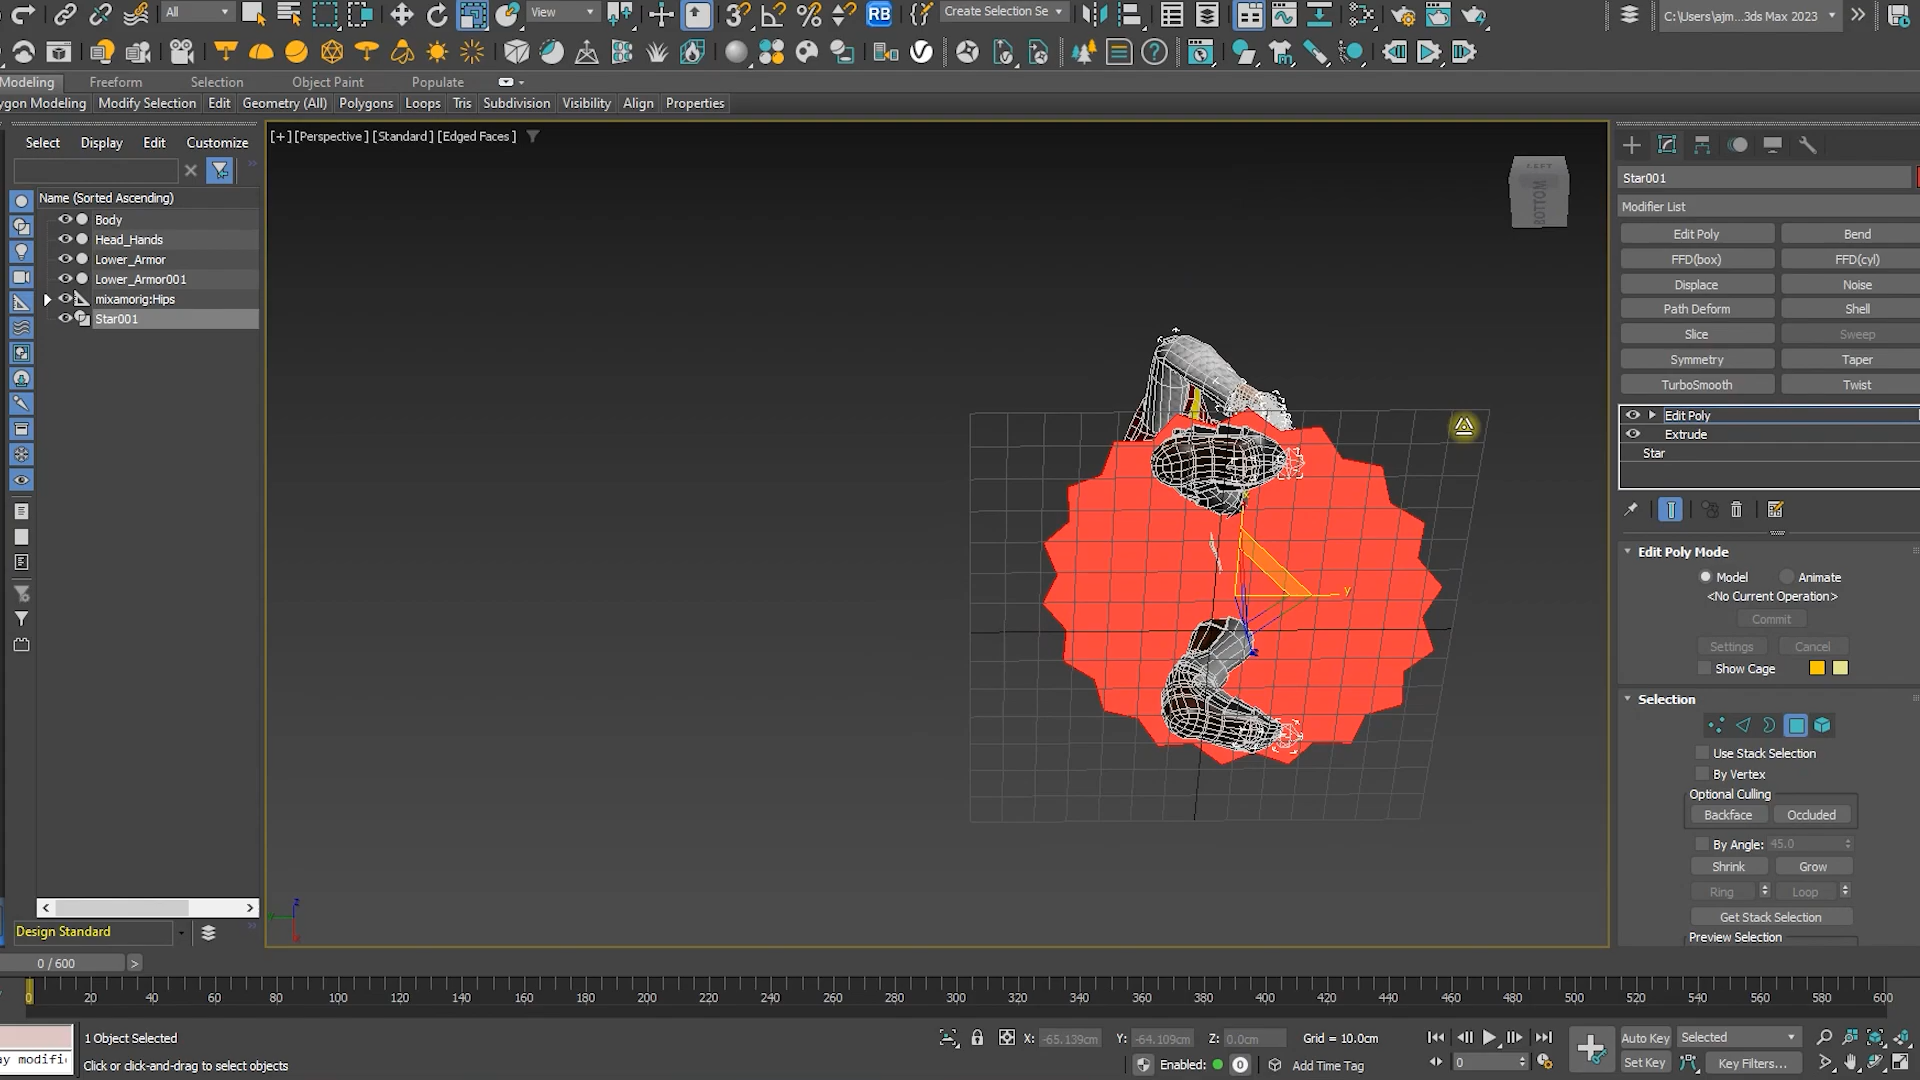 All
View
RB
Create Selection Se
C:\Users\ajm...3ds Max 2023
Modeling
Freeform
Selection
Object Paint
Populate
ygon Modeling
Modify Selection
Edit
Geometry (All)
Polygons
Loops
Tris
Subdivision
Visibility
Align
Properties
Select
Display
Edit
Customize
[+] [Perspective ] [Standard ] [Edged Faces ]
LEFT
BOTTOM
Star001
Modifier List
Name (Sorted Ascending)
Body
Head_Hands
Lower_Armor
Lower_Armor001
mixamorig:Hips
Star001
Edit Poly
Bend
FFD(box)
FFD(cyl)
Displace
Noise
Path Deform
Shell
Slice
Sweep
Symmetry
Taper
TurboSmooth
Twist
Edit Poly
Extrude
Star
Edit Poly Mode
Model
Animate
<No Current Operation>
Commit
Settings
Cancel
Show Cage
Selection
Use Stack Selection
By Vertex
Optional Culling
Backface
Occluded
By Angle: 45.0
Shrink
Grow
Ring
Loop
Get Stack Selection
Preview Selection
y
z
Design Standard
0 / 600
>
0 20 40 60 80 100 120 140 160 180 200 220 240 260 280 300 320 340 360 380 400 420 440 460 480 500 520 540 560 580 600
1 Object Selected
X: -65.139cm
Y: -64.109cm
Z: 0.0cm
Grid = 10.0cm
Auto Key
Selected
ay modifi
Click or click-and-drag to select objects
Enabled:
0
Add Time Tag
0
Set Key
Key Filters...